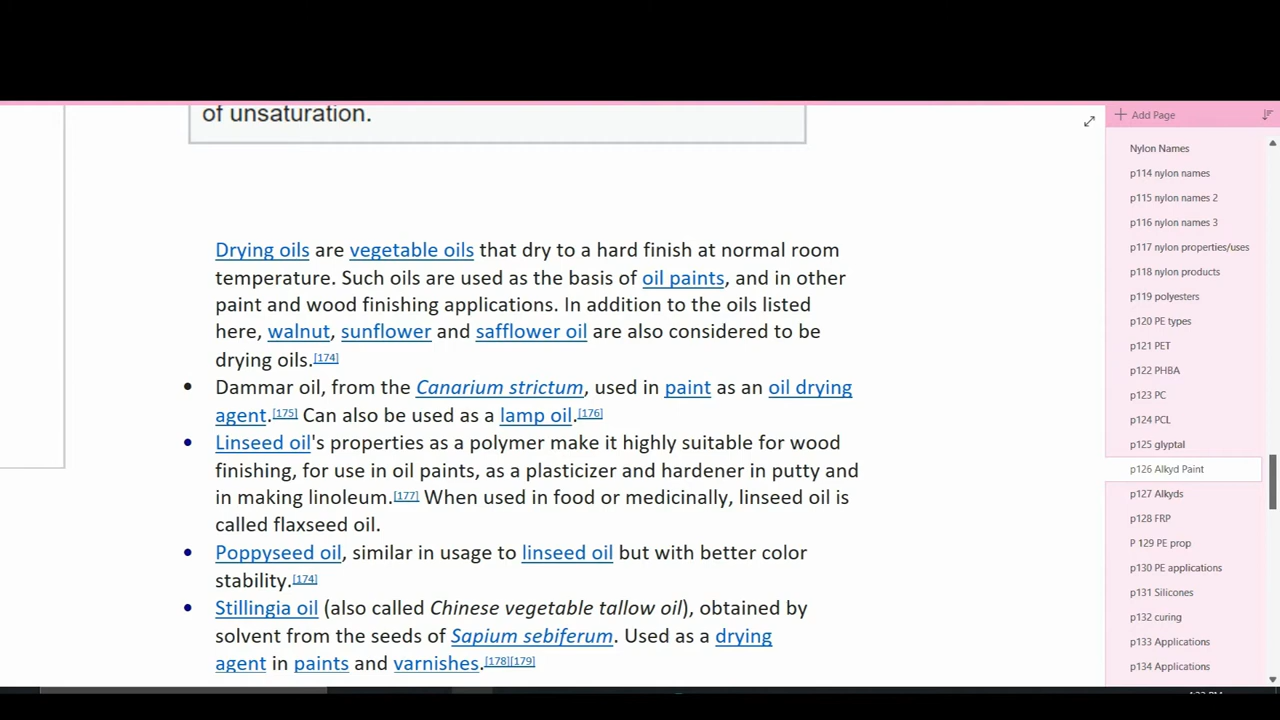 of unsaturation.
Drying oils are vegetable oils that dry to a hard finish at normal room
temperature. Such oils are used as the basis of oil paints, and in other
paint and wood finishing applications. In addition to the oils listed
here, walnut, sunflower and safflower oil are also considered to be
drying oils.[174]
• Dammar oil, from the Canarium strictum, used in paint as an oil drying
agent.[175] Can also be used as a lamp oil.[176]
• Linseed oil's properties as a polymer make it highly suitable for wood
finishing, for use in oil paints, as a plasticizer and hardener in putty and
in making linoleum.[177] When used in food or medicinally, linseed oil is
called flaxseed oil.
• Poppyseed oil, similar in usage to linseed oil but with better color
stability.[174]
• Stillingia oil (also called Chinese vegetable tallow oil), obtained by
solvent from the seeds of Sapium sebiferum. Used as a drying
agent in paints and varnishes.[178][179]
Add Page
Nylon Names
p114 nylon names
p115 nylon names 2
p116 nylon names 3
p117 nylon properties/uses
p118 nylon products
p119 polyesters
p120 PE types
p121 PET
p122 PHBA
p123 PC
p124 PCL
p125 glyptal
p126 Alkyd Paint
p127 Alkyds
p128 FRP
P 129 PE prop
p130 PE applications
p131 Silicones
p132 curing
p133 Applications
p134 Applications